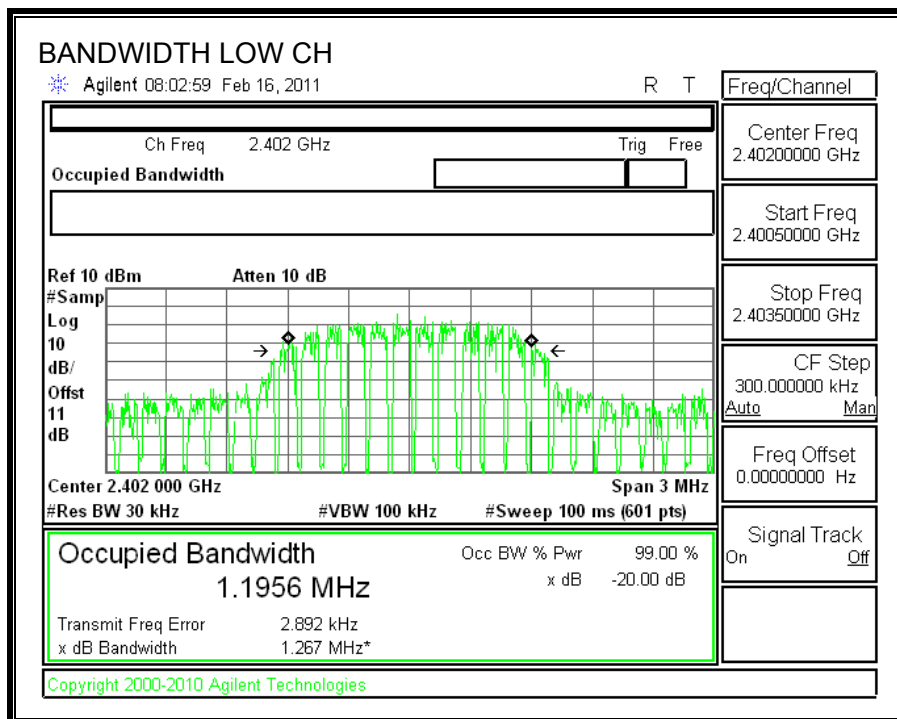 BANDWIDTH LOW CH
Agilent 08:02:59 Feb 16, 2011 R T
Freq/Channel
Ch Freq 2.402 GHz Trig Free
Occupied Bandwidth
Center Freq
2.40200000 GHz
Start Freq
2.40050000 GHz
Stop Freq
2.40350000 GHz
CF Step
300.000000 kHz
Auto Man
Freq Offset
0.00000000 Hz
Signal Track
On Off
Ref 10 dBm Atten 10 dB
#Samp
Log
10
dB/
Offst
11
dB
Center 2.402 000 GHz Span 3 MHz
#Res BW 30 kHz #VBW 100 kHz #Sweep 100 ms (601 pts)
Occupied Bandwidth Occ BW % Pwr 99.00 %
1.1956 MHz x dB -20.00 dB
Transmit Freq Error 2.892 kHz
x dB Bandwidth 1.267 MHz*
Copyright 2000-2010 Agilent Technologies